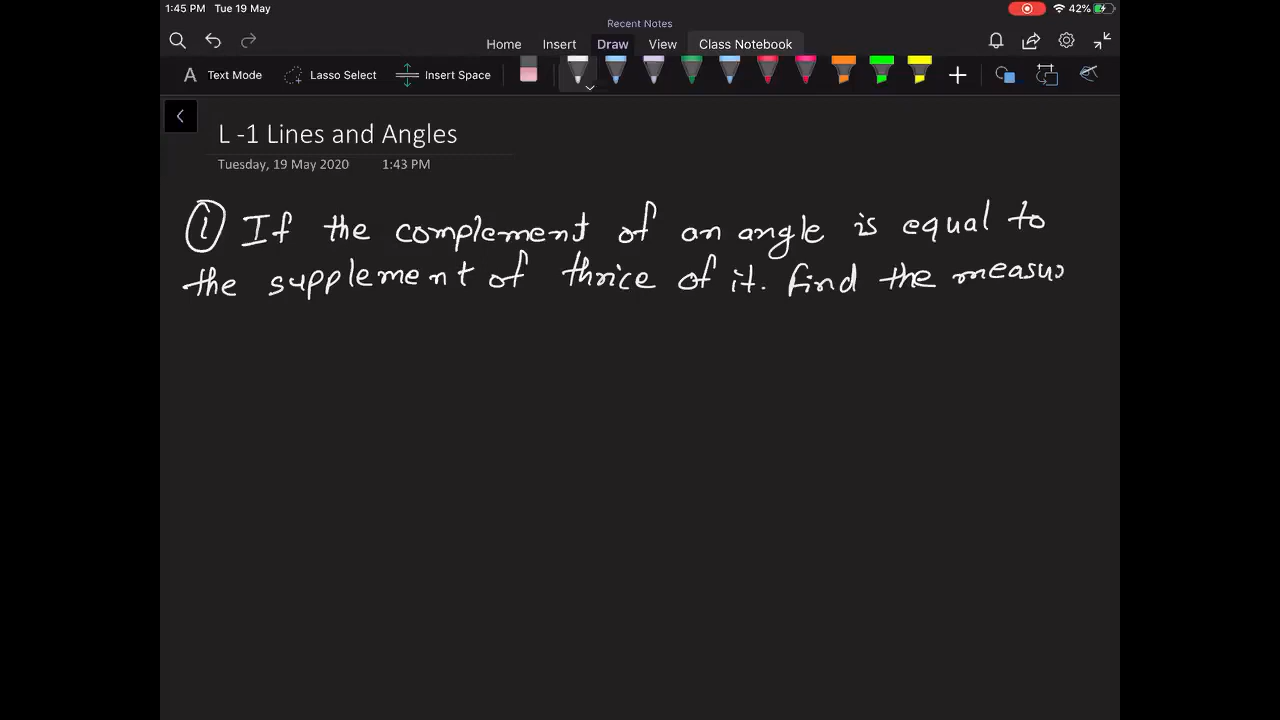 1:45 PM Tue 19 May
42%
Recent Notes
Home Insert Draw View Class Notebook
A Text Mode Lasso Select Insert Space
L -1 Lines and Angles
Tuesday, 19 May 2020 1:43 PM
1 If the complement of an angle is equal to
the supplement of thrice of it. find the measu